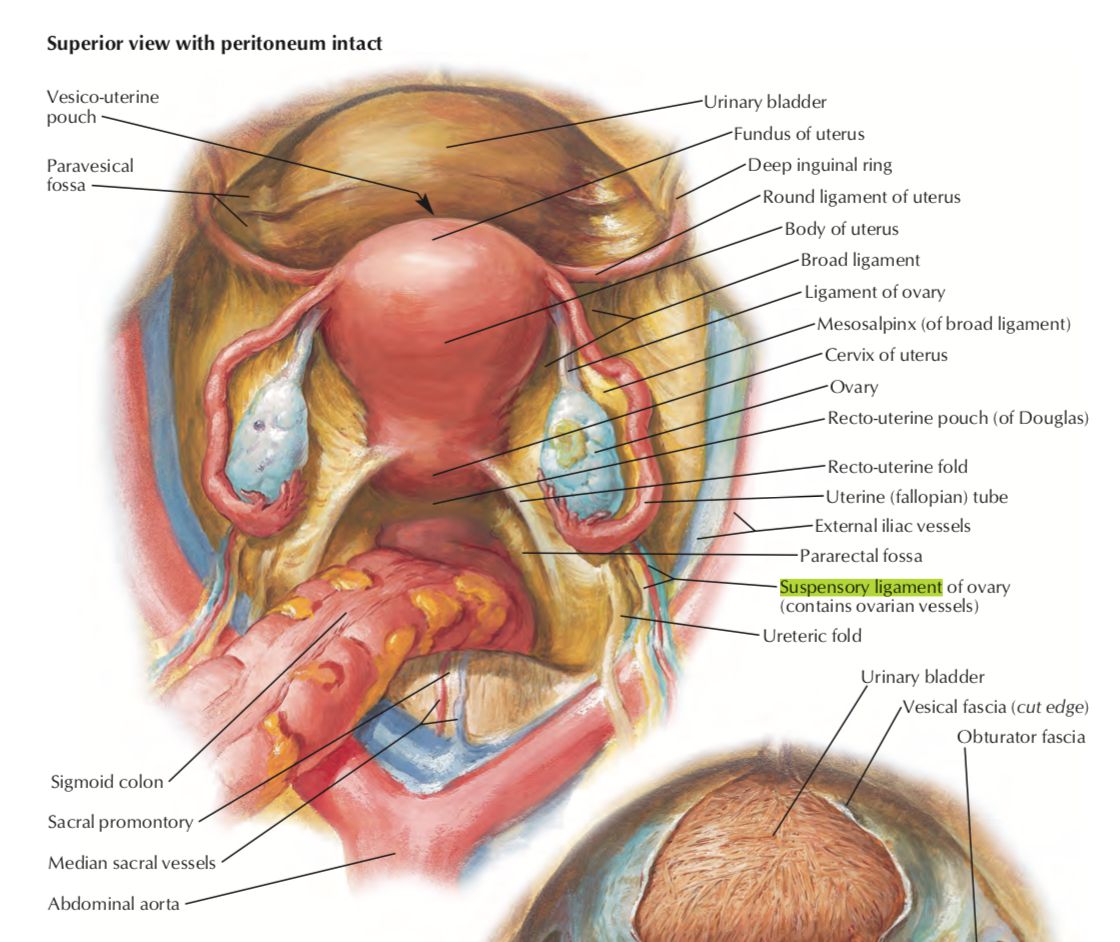 Superior view with peritoneum intact
Vesico-uterine
pouch
Paravesical
fossa
Urinary bladder
Fundus of uterus
Deep inguinal ring
Round ligament of uterus
Body of uterus
Broad ligament
Ligament of ovary
Mesosalpinx (of broad ligament)
Cervix of uterus
Ovary
Recto-uterine pouch (of Douglas)
Recto-uterine fold
Uterine (fallopian) tube
External iliac vessels
Pararectal fossa
Suspensory ligament of ovary
(contains ovarian vessels)
Ureteric fold
Sigmoid colon
Sacral promontory
Median sacral vessels
Abdominal aorta
Urinary bladder
Vesical fascia (cut edge)
Obturator fascia